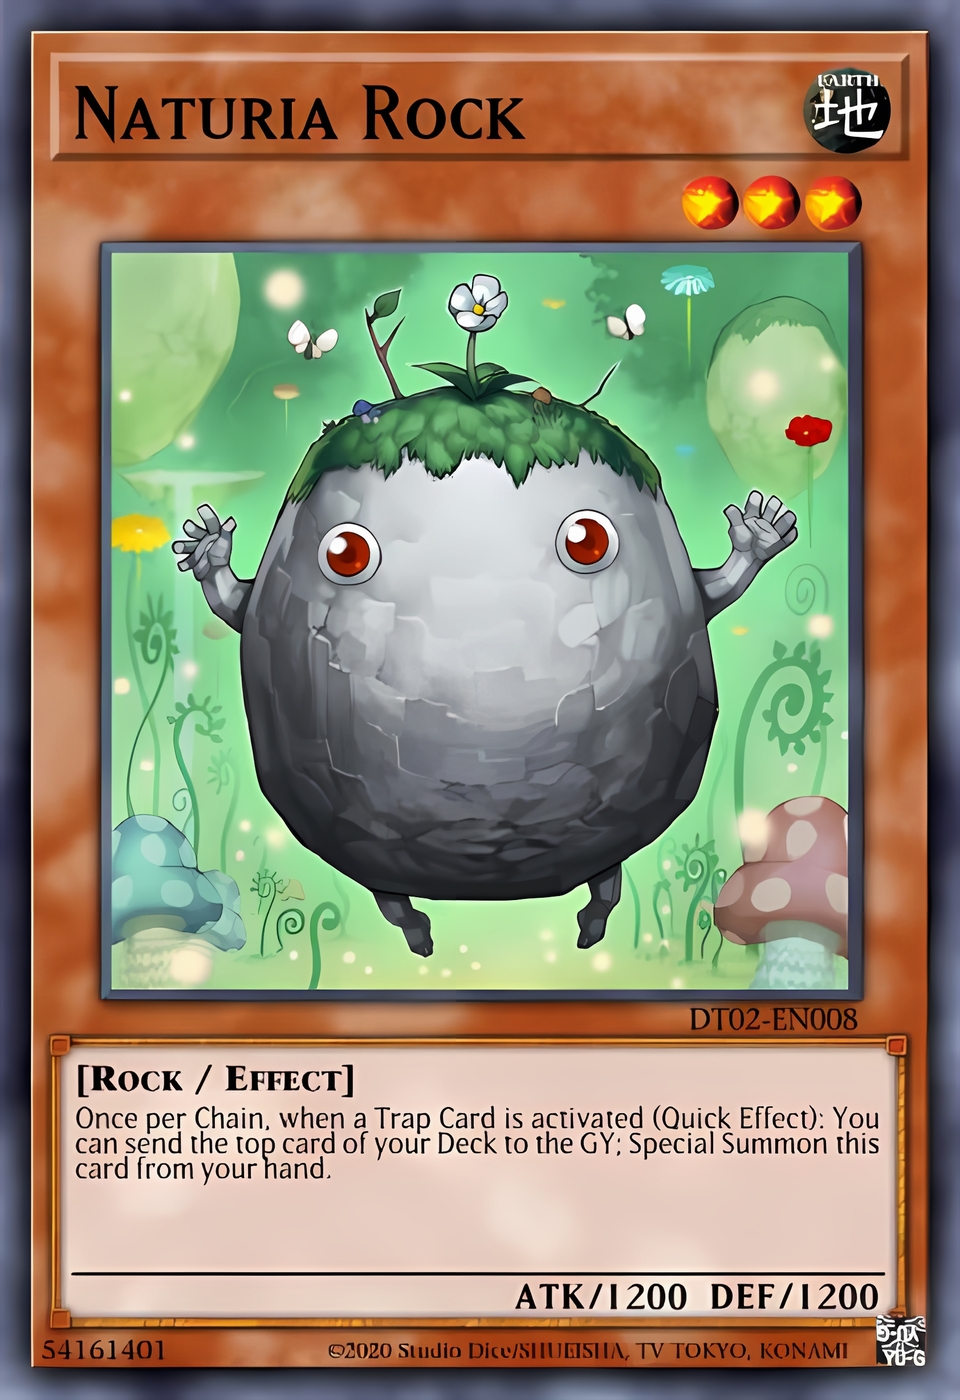 NATURIA ROCK
EARTH
地
DT02-EN008
[ROCK / EFFECT]
Once per Chain, when a Trap Card is activated (Quick Effect): You
can send the top card of your Deck to the GY; Special Summon this
card from your hand.
ATK/1200 DEF/1200
54161401
©2020 Studio Dice/SHUEISHA, TV TOKYO, KONAMI